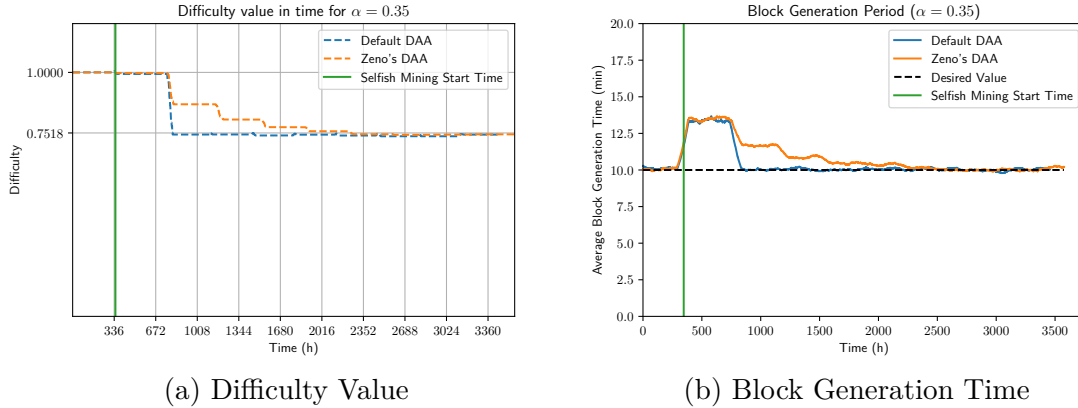 Difficulty value in time for α = 0.35
Default DAA
Zeno's DAA
Selfish Mining Start Time
1.0000
0.7518
Difficulty
336 672 1008 1344 1680 2016 2352 2688 3024 3360
Time (h)
(a) Difficulty Value
Block Generation Period (α = 0.35)
Default DAA
Zeno's DAA
Desired Value
Selfish Mining Start Time
20.0
17.5
15.0
12.5
10.0
7.5
5.0
2.5
0.0
Average Block Generation Time (min)
0 500 1000 1500 2000 2500 3000 3500
Time (h)
(b) Block Generation Time